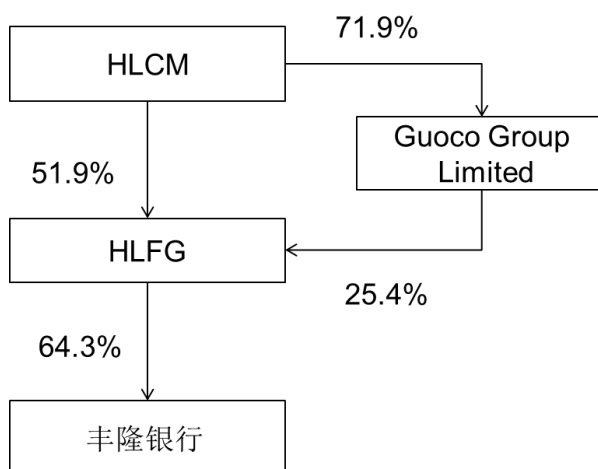 71.9%
HLCM
Guoco Group
Limited
51.9%
HLFG
25.4%
64.3%
丰隆银行